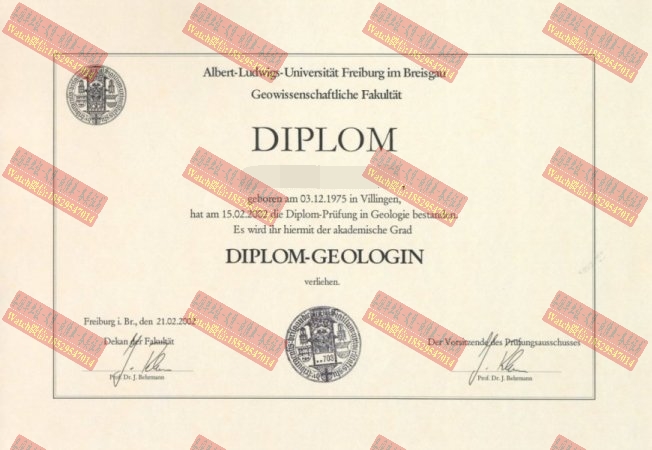 Albert-Ludwigs-Universität Freiburg im Breisgau
Geowissenschaftliche Fakultät
DIPLOM
geboren am 03.12.1975 in Villingen,
hat am 15.02.2002 die Diplom-Prüfung in Geologie bestanden.
Es wird ihr hiermit der akademische Grad
DIPLOM-GEOLOGIN
verliehen.
Freiburg i. Br., den 21.02.2002
Dekan der Fakultät
Der Vorsitzende des Prüfungsausschusses
Prof. Dr. J. Behrmann
Prof. Dr. J. Behrmann